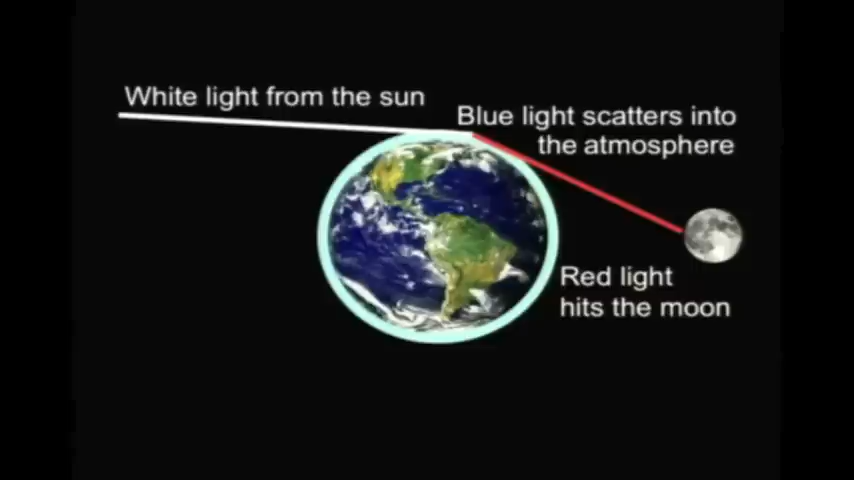 White light from the sun
Blue light scatters into
the atmosphere
Red light
hits the moon